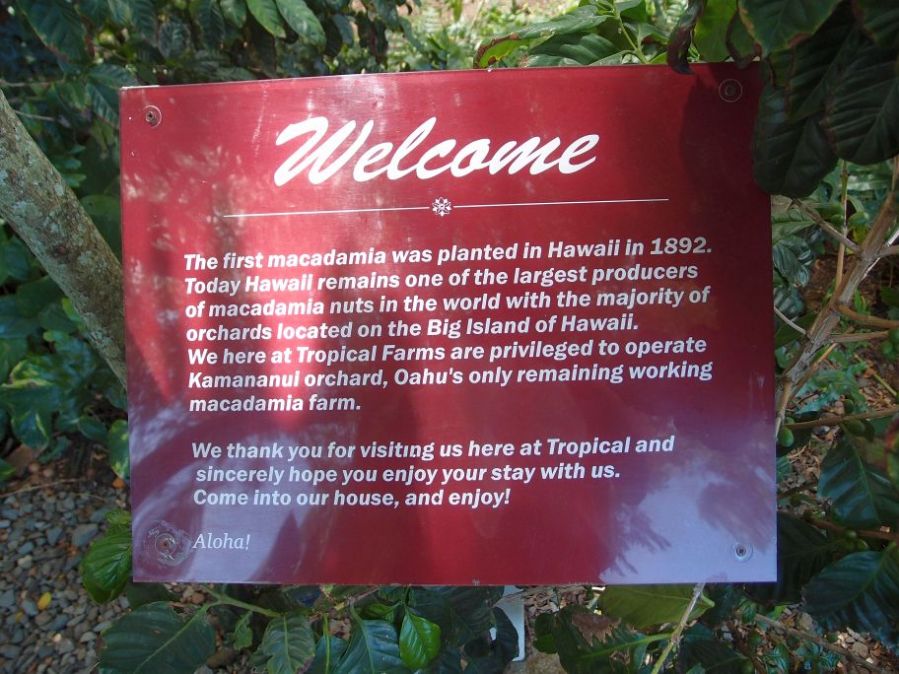 Welcome
The first macadamia was planted in Hawaii in 1892.
Today Hawaii remains one of the largest producers
of macadamia nuts in the world with the majority of
orchards located on the Big Island of Hawaii.
We here at Tropical Farms are privileged to operate
Kamananul orchard, Oahu's only remaining working
macadamia farm.
We thank you for visiting us here at Tropical and
sincerely hope you enjoy your stay with us.
Come into our house, and enjoy!
Aloha!